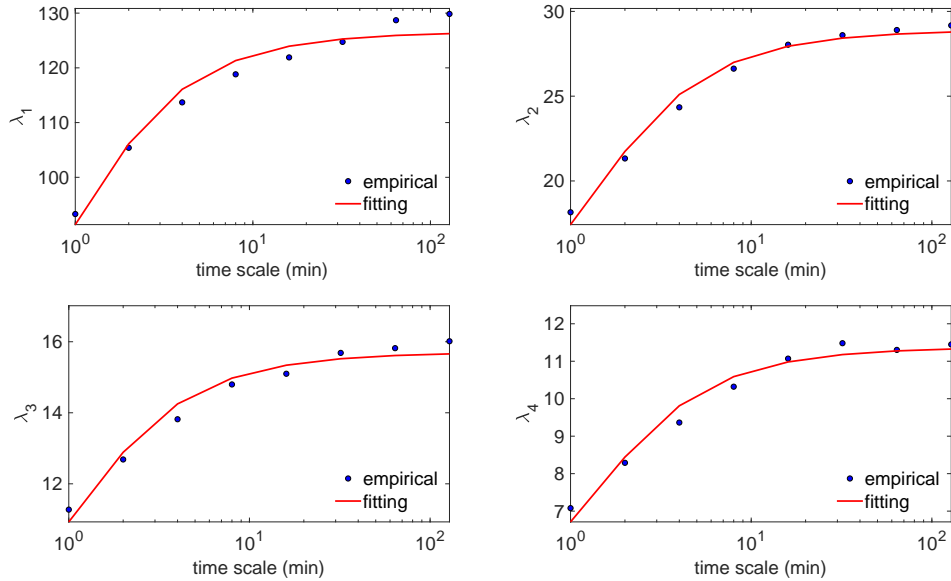 130
120
110
100
λ1
empirical
fitting
10^0
10^1
10^2
time scale (min)
30
25
20
λ2
empirical
fitting
10^0
10^1
10^2
time scale (min)
16
14
12
λ3
empirical
fitting
10^0
10^1
10^2
time scale (min)
12
11
10
9
8
7
λ4
empirical
fitting
10^0
10^1
10^2
time scale (min)